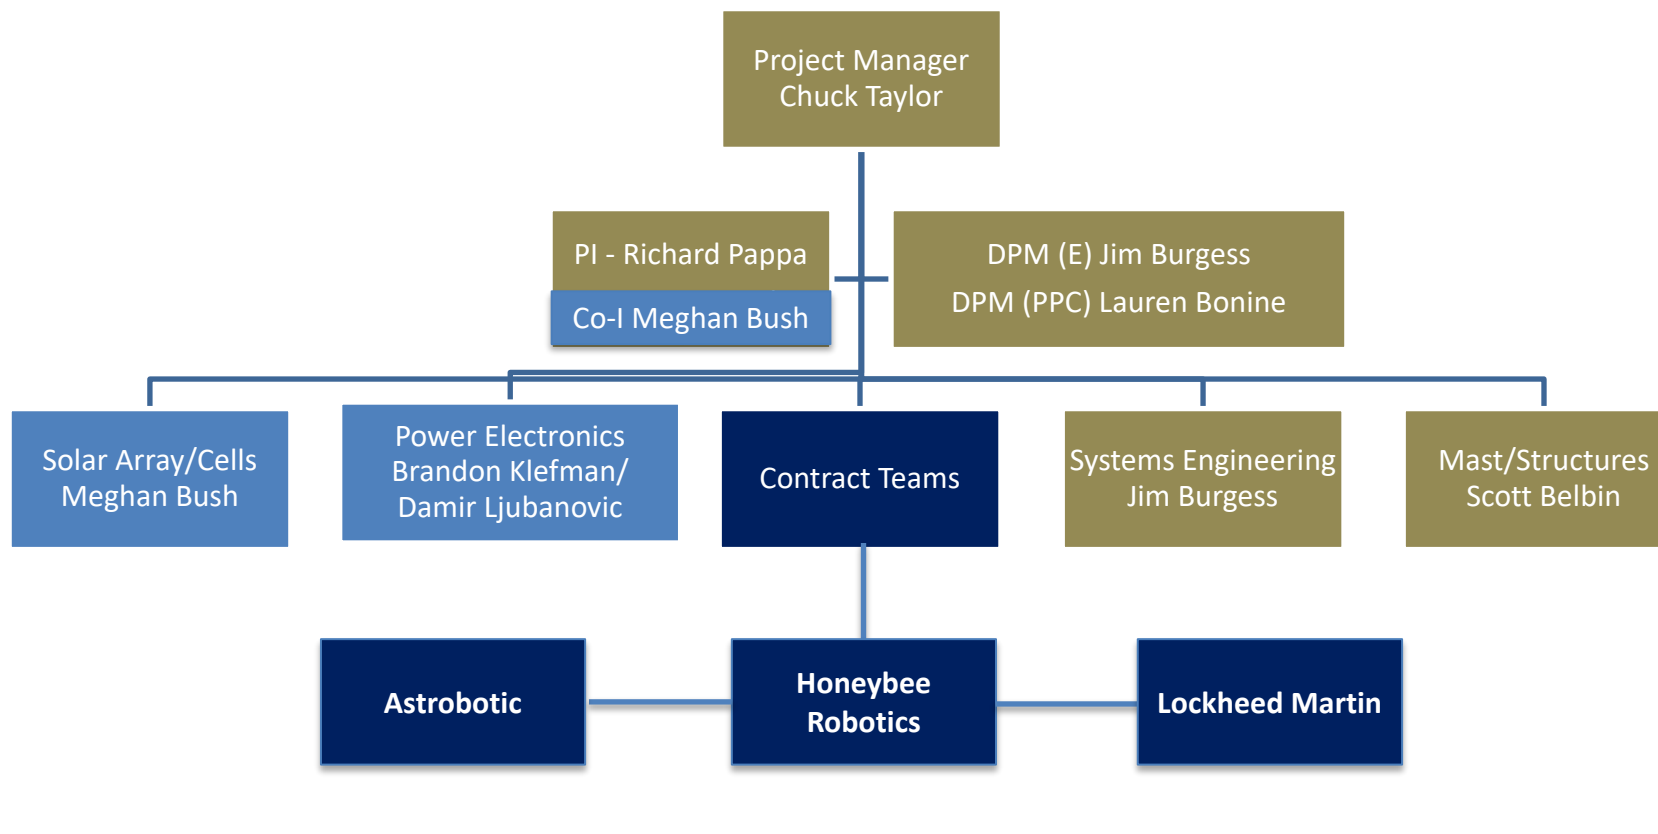 Project Manager
Chuck Taylor
PI - Richard Pappa
Co-I Meghan Bush
DPM (E) Jim Burgess
DPM (PPC) Lauren Bonine
Solar Array/Cells
Meghan Bush
Power Electronics
Brandon Klefman/
Damir Ljubanovic
Contract Teams
Systems Engineering
Jim Burgess
Mast/Structures
Scott Belbin
Astrobotic
Honeybee
Robotics
Lockheed Martin